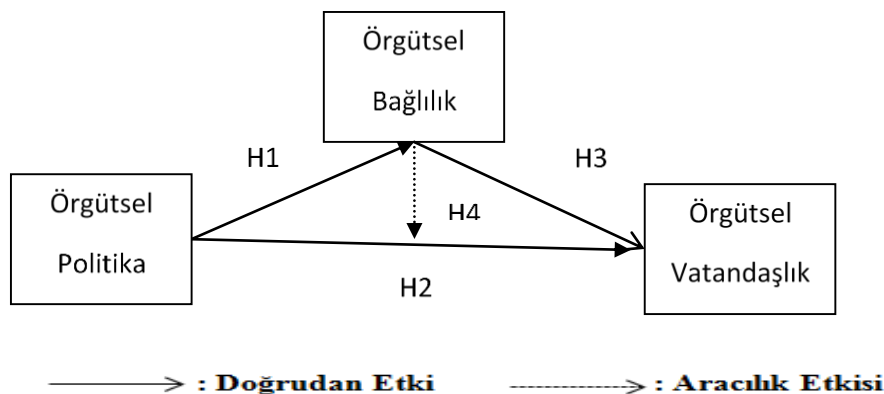 Örgütsel
Bağlılık
H1
H3
Örgütsel
Politika
H4
Örgütsel
Vatandaşlık
H2
: Doğrudan Etki
: Aracılık Etkisi